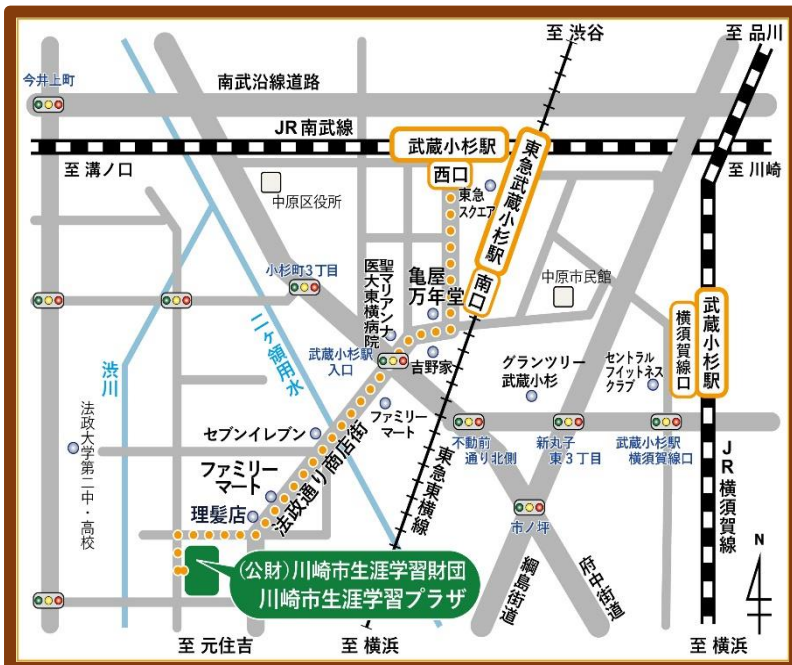 至 渋谷
至 品川
今井上町
南武沿線道路
JR南武線
武蔵小杉駅
西口
至 溝ノ口
至 川崎
東急武蔵小杉駅
南口
中原区役所
東急
スクエア
小杉町3丁目
聖マリアンナ
医大東横病院
亀屋
万年堂
中原市民館
武蔵小杉駅
横須賀線口
武蔵小杉駅
入口
吉野家
グランツリー
武蔵小杉
セントラル
フィットネス
クラブ
渋川
二ヶ領用水
ファミリー
マート
法政大学第二中・高校
セブンイレブン
法政通り商店街
不動前
通り北側
新丸子
東3丁目
武蔵小杉駅
横須賀線口
東急東横線
JR横須賀線
ファミリー
マート
理髪店
市ノ坪
N
(公財)川崎市生涯学習財団
川崎市生涯学習プラザ
綱島街道
府中街道
至 元住吉
至 横浜
至 横浜